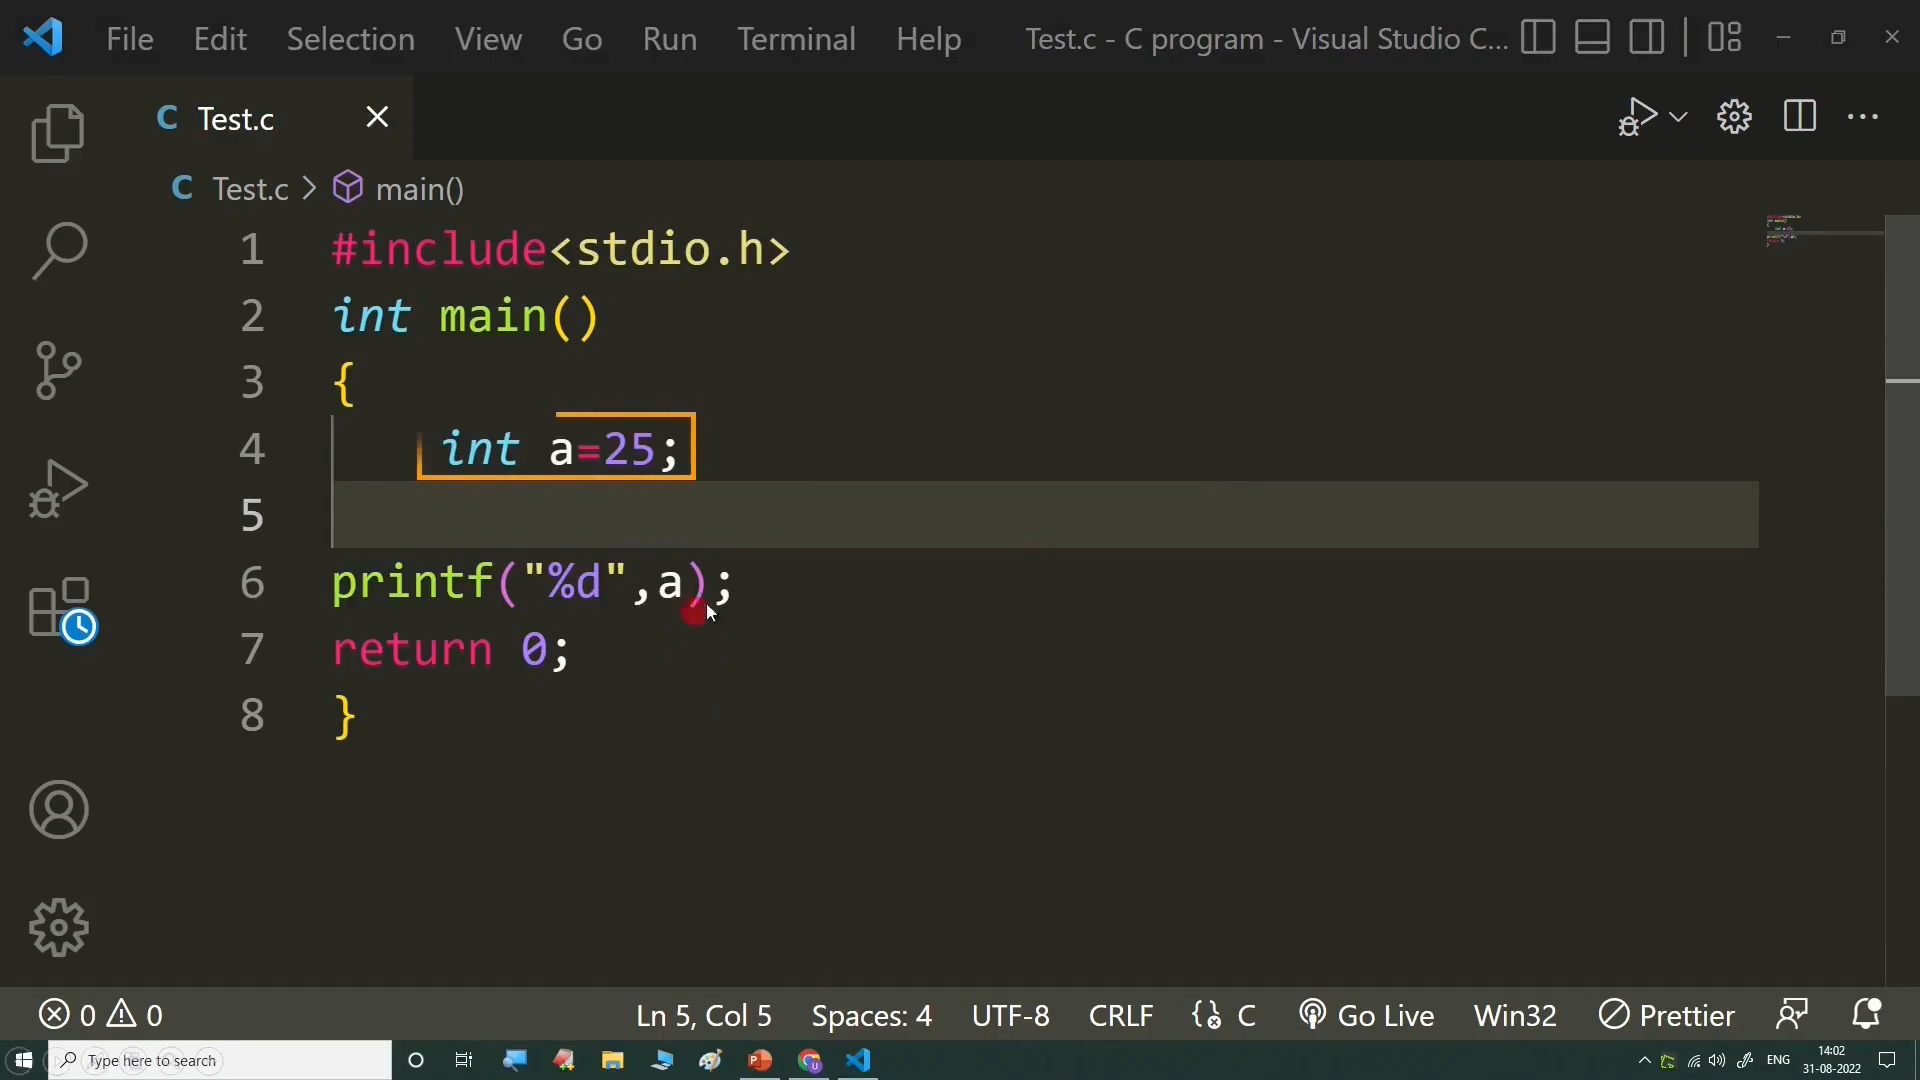 File Edit Selection View Go Run Terminal Help Test.c - C program - Visual Studio C...
C Test.c
C Test.c > main()
1 #include<stdio.h>
2 int main()
3 {
4 int a=25;
5
6 printf("%d",a);
7 return 0;
8 }
0 0 Ln 5, Col 5 Spaces: 4 UTF-8 CRLF {} C Go Live Win32 Prettier
Type here to search ENG 14:02
31-08-2022